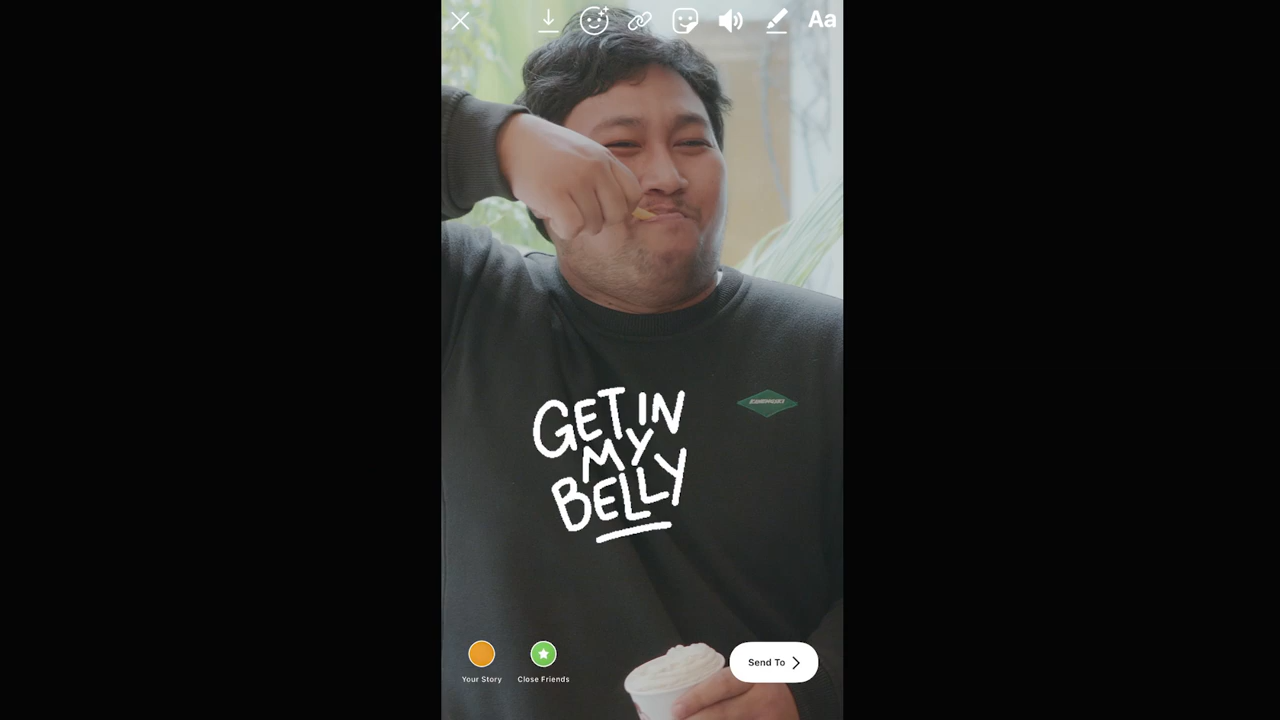 Aa
GET IN
MY
BELLY
Your Story
Close Friends
Send To